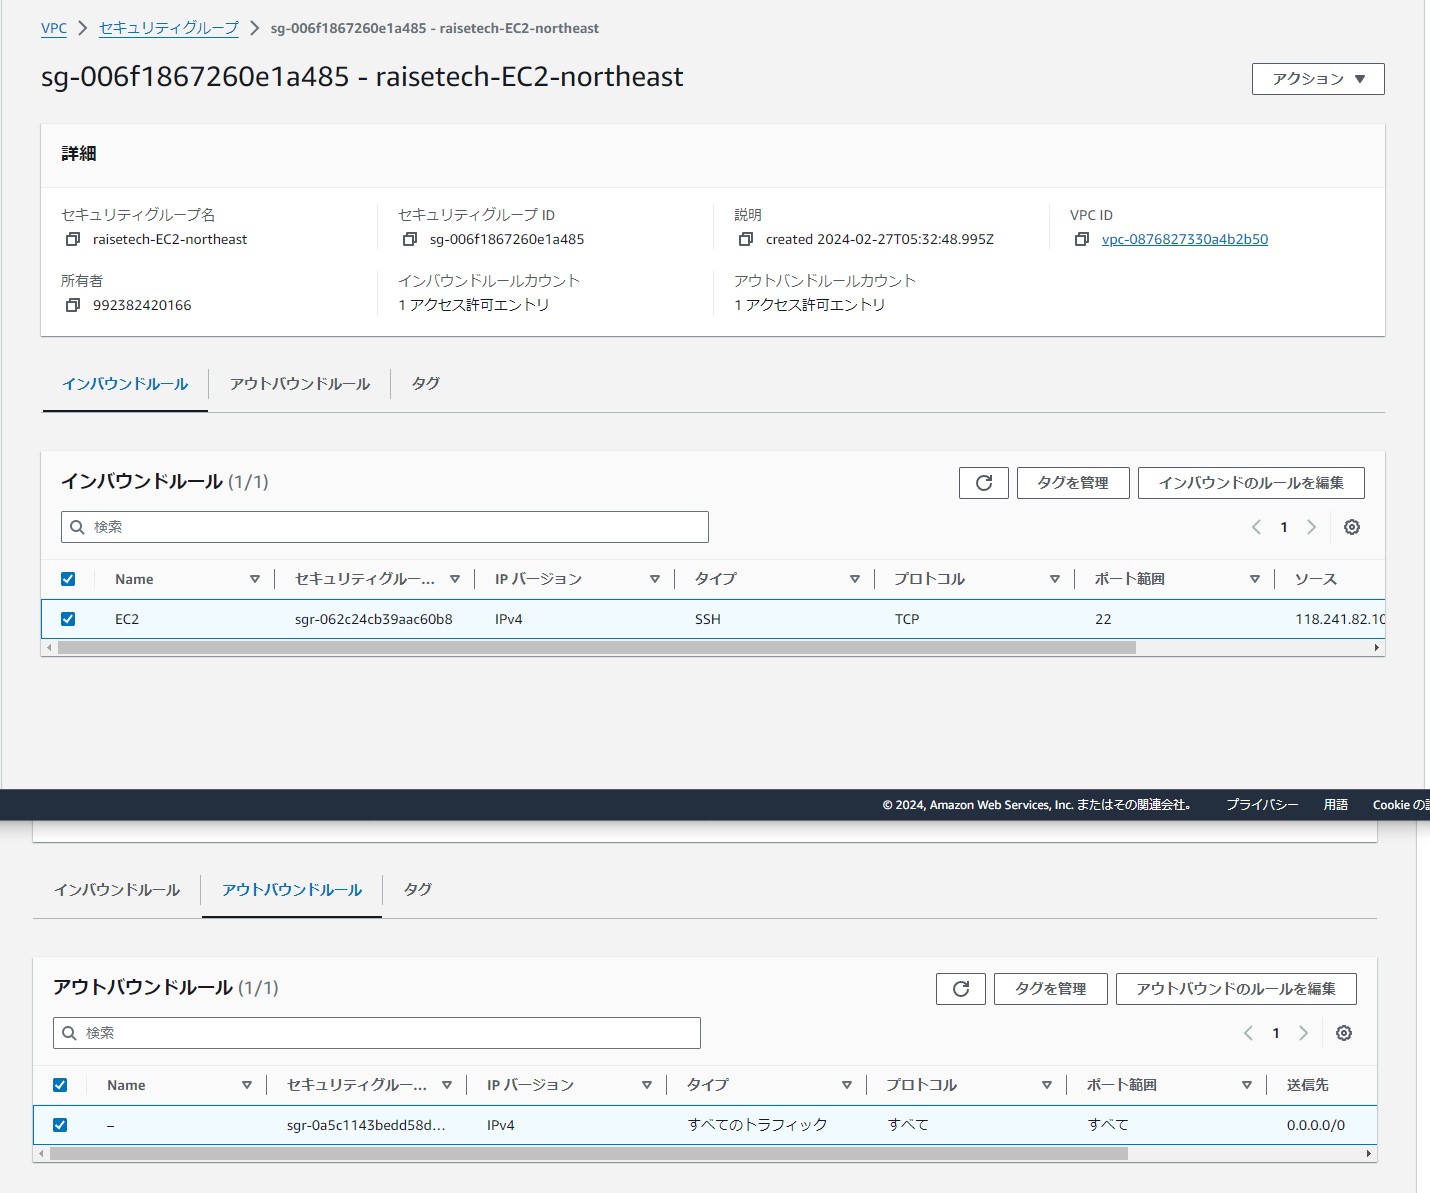 VPC > セキュリティグループ > sg-006f1867260e1a485 - raisetech-EC2-northeast
sg-006f1867260e1a485 - raisetech-EC2-northeast
アクション ▼
詳細
セキュリティグループ名
raisetech-EC2-northeast
セキュリティグループ ID
sg-006f1867260e1a485
説明
created 2024-02-27T05:32:48.995Z
VPC ID
vpc-0876827330a4b2b50
所有者
992382420166
インバウンドルールカウント
1 アクセス許可エントリ
アウトバンドルールカウント
1 アクセス許可エントリ
インバウンドルール アウトバウンドルール タグ
インバウンドルール (1/1)
タグを管理 インバウンドのルールを編集
検索
1
Name セキュリティグルー... IP バージョン タイプ プロトコル ポート範囲 ソース
EC2 sgr-062c24cb39aac60b8 IPv4 SSH TCP 22 118.241.82.10
© 2024, Amazon Web Services, Inc. またはその関連会社。 プライバシー 用語 Cookie の
インバウンドルール アウトバウンドルール タグ
アウトバウンドルール (1/1)
タグを管理 アウトバウンドのルールを編集
検索
1
Name セキュリティグルー... IP バージョン タイプ プロトコル ポート範囲 送信先
– sgr-0a5c1143bedd58d... IPv4 すべてのトラフィック すべて すべて 0.0.0.0/0